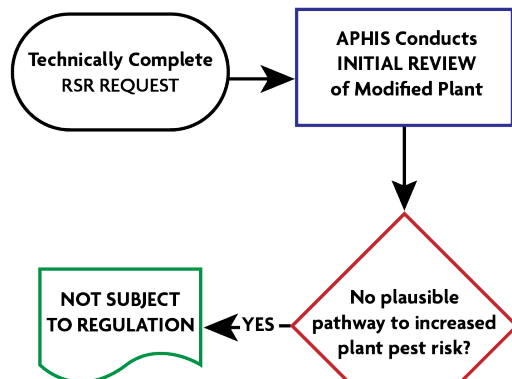 Technically Complete
RSR REQUEST
APHIS Conducts
INITIAL REVIEW
of Modified Plant
No plausible
pathway to increased
plant pest risk?
YES
NOT SUBJECT
TO REGULATION